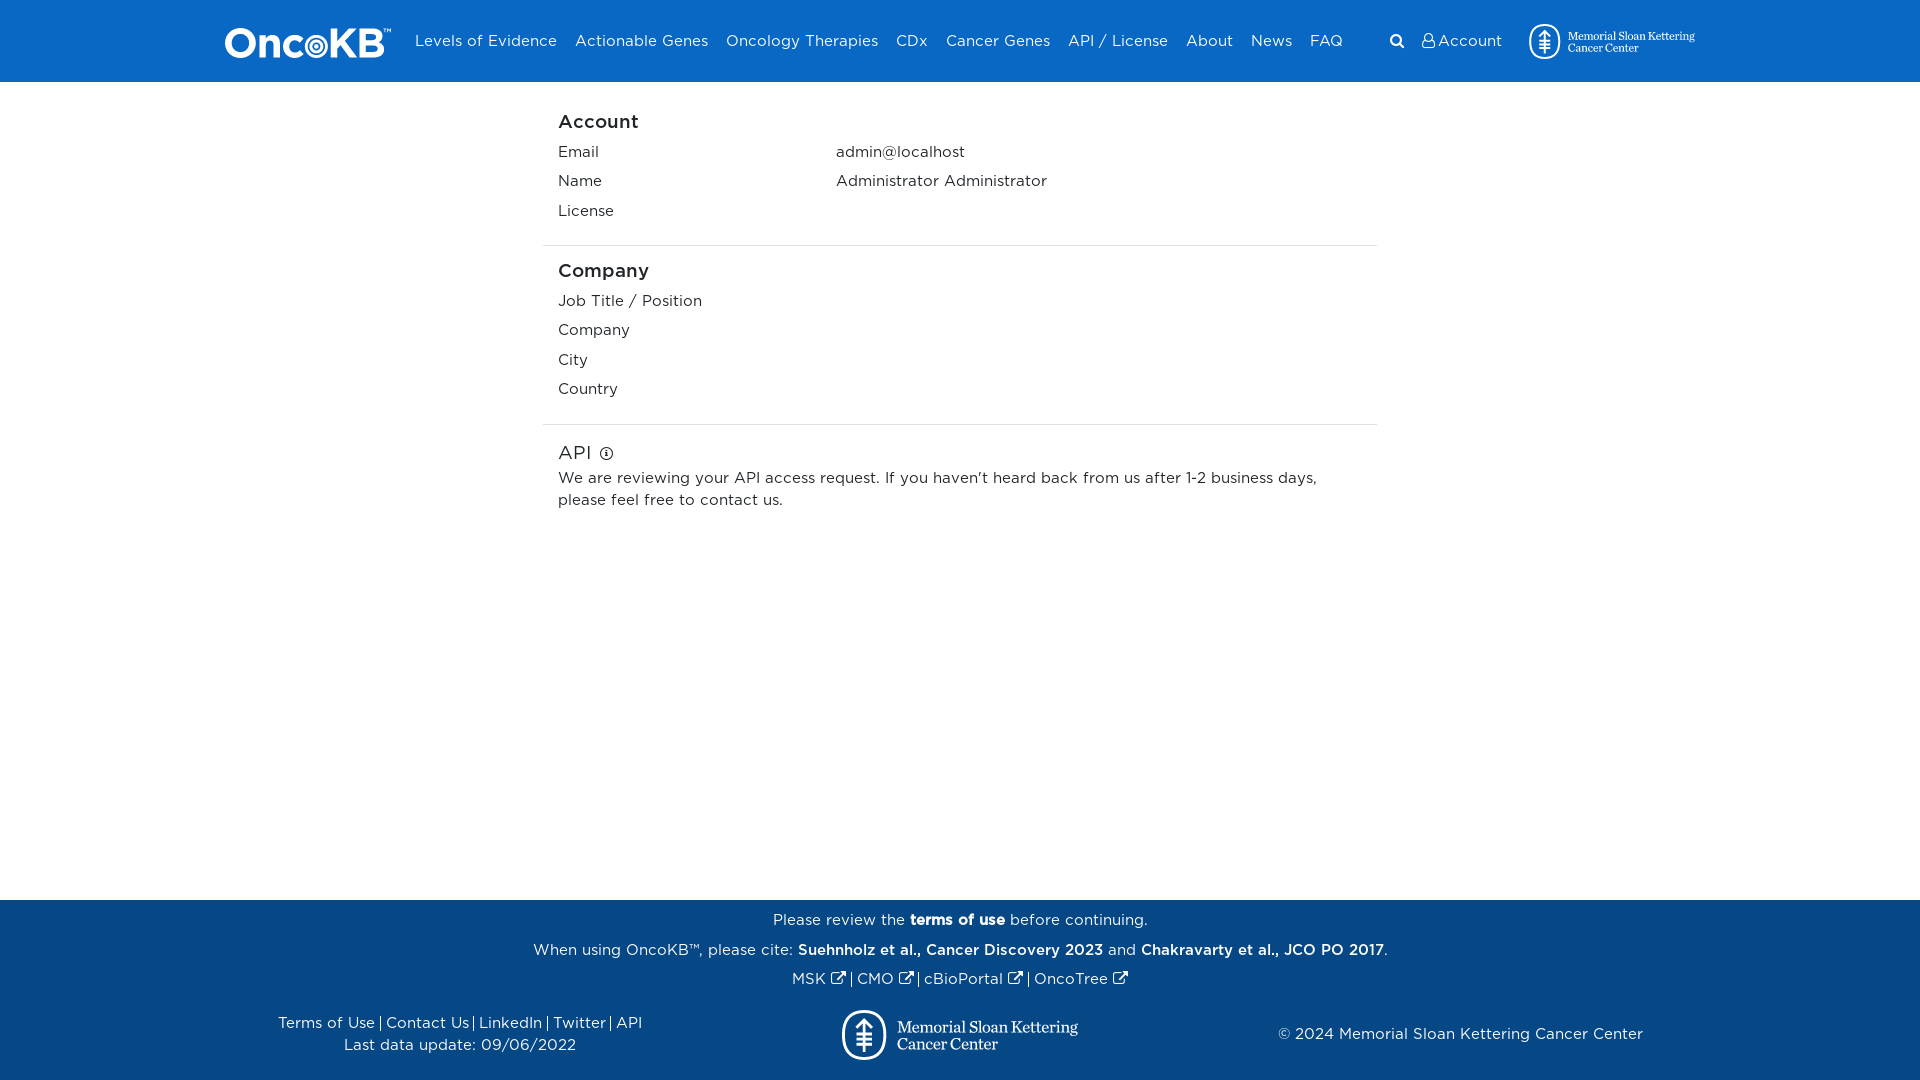 OncoKB™ Levels of Evidence Actionable Genes Oncology Therapies CDx Cancer Genes API / License About News FAQ Account Memorial Sloan Kettering
Cancer Center
Account
Email admin@localhost
Name Administrator Administrator
License
Company
Job Title / Position
Company
City
Country
API
We are reviewing your API access request. If you haven't heard back from us after 1-2 business days,
please feel free to contact us.
Please review the terms of use before continuing.
When using OncoKB™, please cite: Suehnholz et al., Cancer Discovery 2023 and Chakravarty et al., JCO PO 2017.
MSK | CMO | cBioPortal | OncoTree
Terms of Use | Contact Us | LinkedIn | Twitter | API
Last data update: 09/06/2022
Memorial Sloan Kettering
Cancer Center
© 2024 Memorial Sloan Kettering Cancer Center